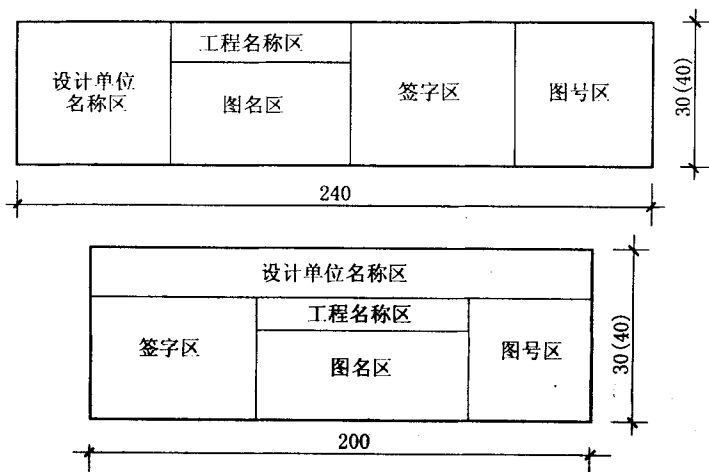 工程名称区
设计单位
名称区
图名区
签字区
图号区
30(40)
240
设计单位名称区
工程名称区
签字区
图名区
图号区
30(40)
200